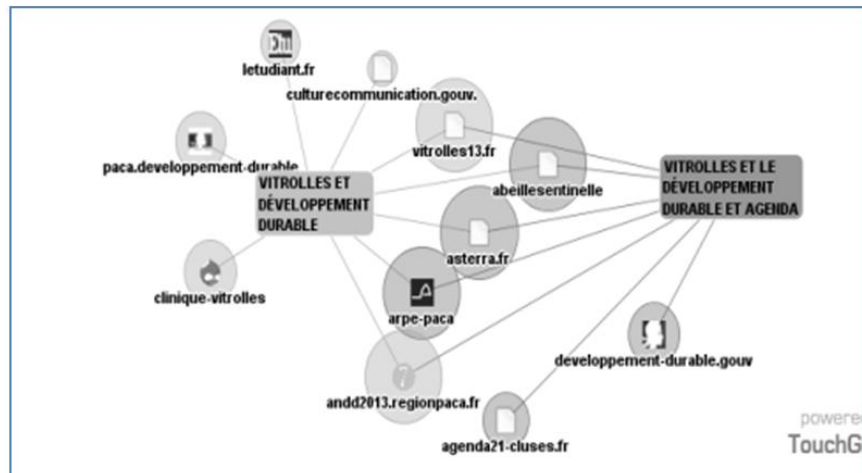 letudiant.fr
culturecommunication.gouv.
vitrolles13.fr
paca.developpement-durable
abeillesentinelle
VITROLLES ET
DÉVELOPPEMENT
DURABLE
VITROLLES ET LE
DÉVELOPPEMENT
DURABLE ET AGENDA
asterra.fr
clinique-vitrolles
arpe-paca
developpement-durable.gouv
andd2013.regionpaca.fr
agenda21-cluses.fr
powered
TouchG